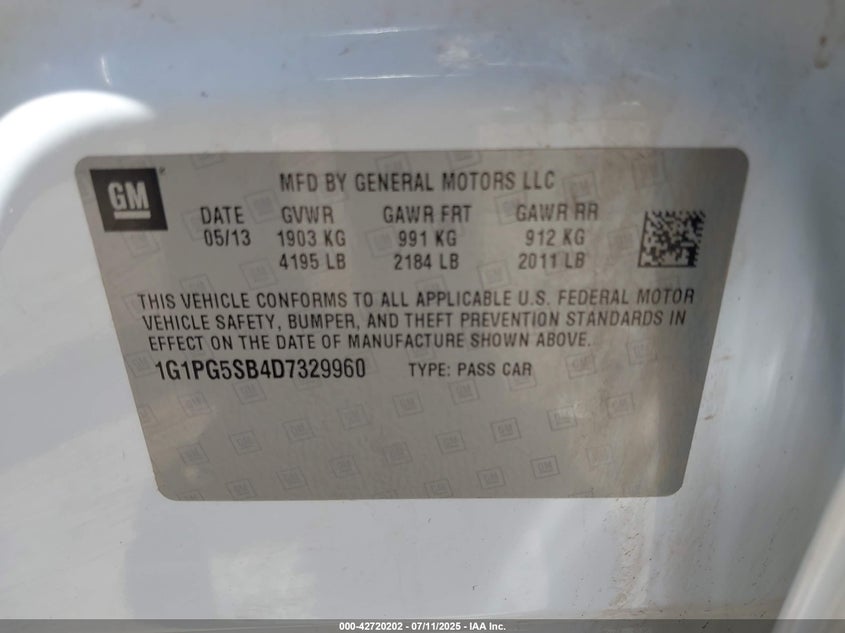 GM
MFD BY GENERAL MOTORS LLC
DATE GVWR GAWR FRT GAWR RR
05/13 1903 KG 991 KG 912 KG
4195 LB 2184 LB 2011 LB
THIS VEHICLE CONFORMS TO ALL APPLICABLE U.S. FEDERAL MOTOR
VEHICLE SAFETY, BUMPER, AND THEFT PREVENTION STANDARDS IN
EFFECT ON THE DATE OF MANUFACTURE SHOWN ABOVE.
1G1PG5SB4D7329960 TYPE: PASS CAR
000-42720202 - 07/11/2025 - IAA Inc.